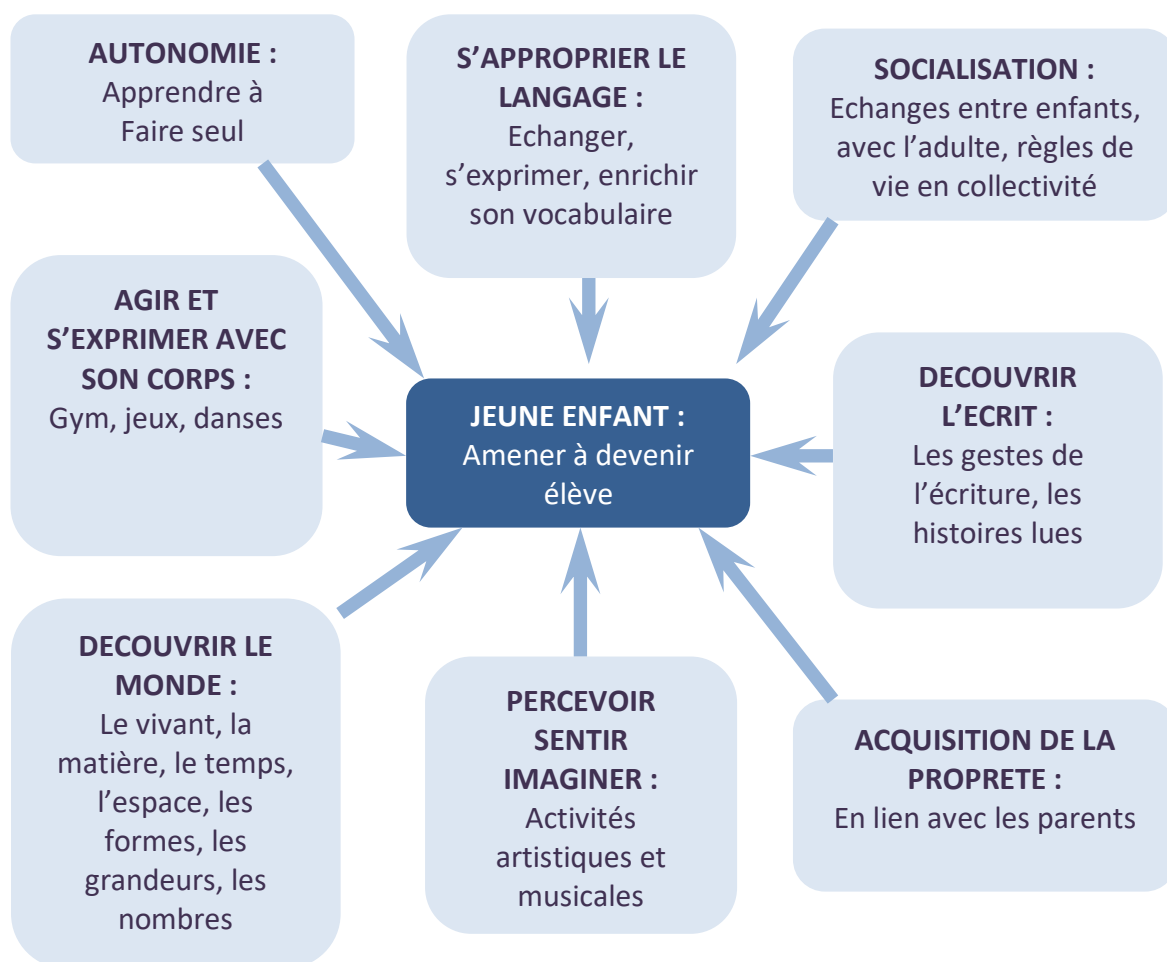 AUTONOMIE :
Apprendre à
Faire seul
S’APPROPRIER LE
LANGAGE :
Echanger,
s’exprimer, enrichir
son vocabulaire
SOCIALISATION :
Echanges entre enfants,
avec l’adulte, règles de
vie en collectivité
AGIR ET
S’EXPRIMER AVEC
SON CORPS :
Gym, jeux, danses
JEUNE ENFANT :
Amener à devenir
élève
DECOUVRIR
L’ECRIT :
Les gestes de
l’écriture, les
histoires lues
DECOUVRIR LE
MONDE :
Le vivant, la
matière, le temps,
l’espace, les
formes, les
grandeurs, les
nombres
PERCEVOIR
SENTIR
IMAGINER :
Activités
artistiques et
musicales
ACQUISITION DE LA
PROPRETE :
En lien avec les parents